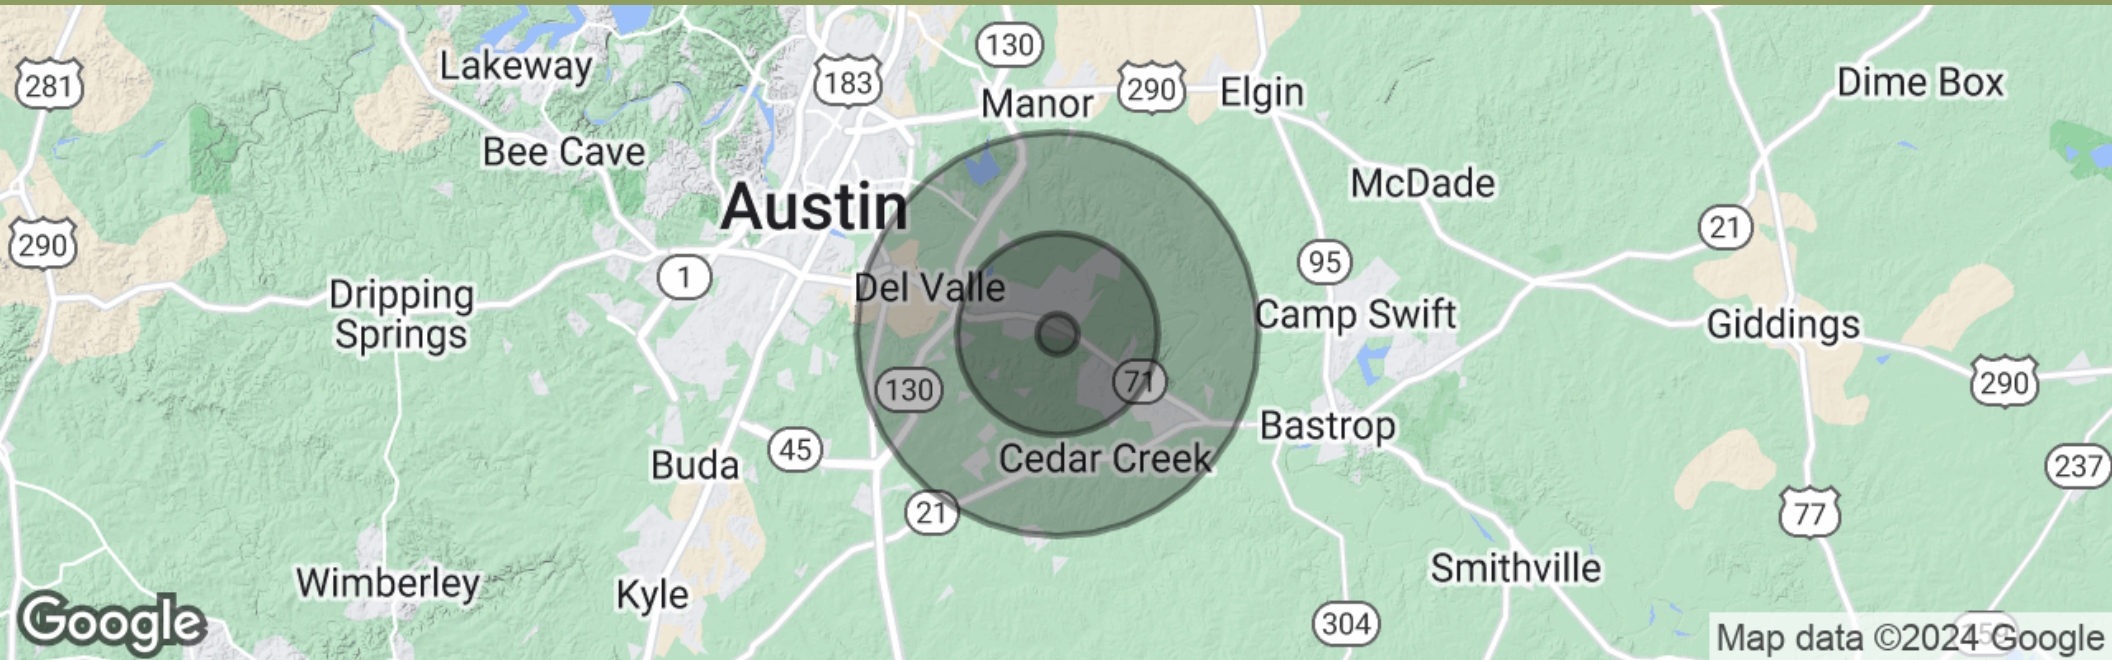 130
Lakeway
281
183
290
Elgin
Dime Box
Manor
Bee Cave
McDade
Austin
21
290
95
1
Del Valle
Dripping
Springs
Camp Swift
Giddings
71
130
290
Bastrop
45
Buda
Cedar Creek
237
21
77
Smithville
Wimberley
Kyle
304
Google
Map data ©2024 Google